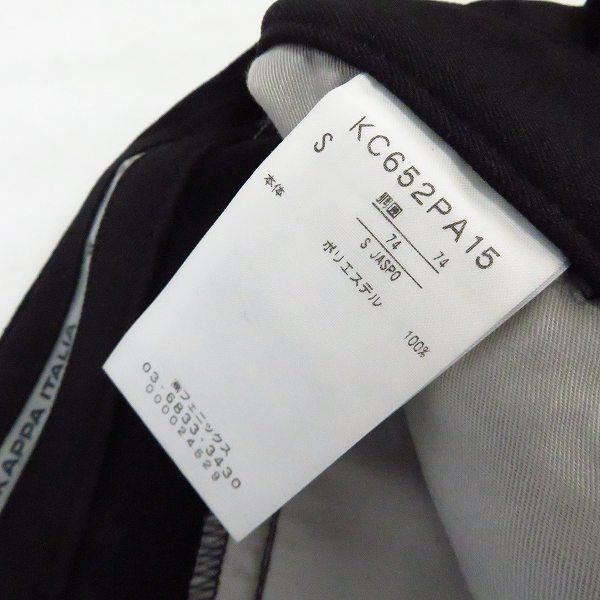 KC652PA15
S
胴囲 74
74
S JASPO
本体
ポリエステル 100%
㈱フェニックス
03-6833-3430
0000024629
KAPPA ITALIA